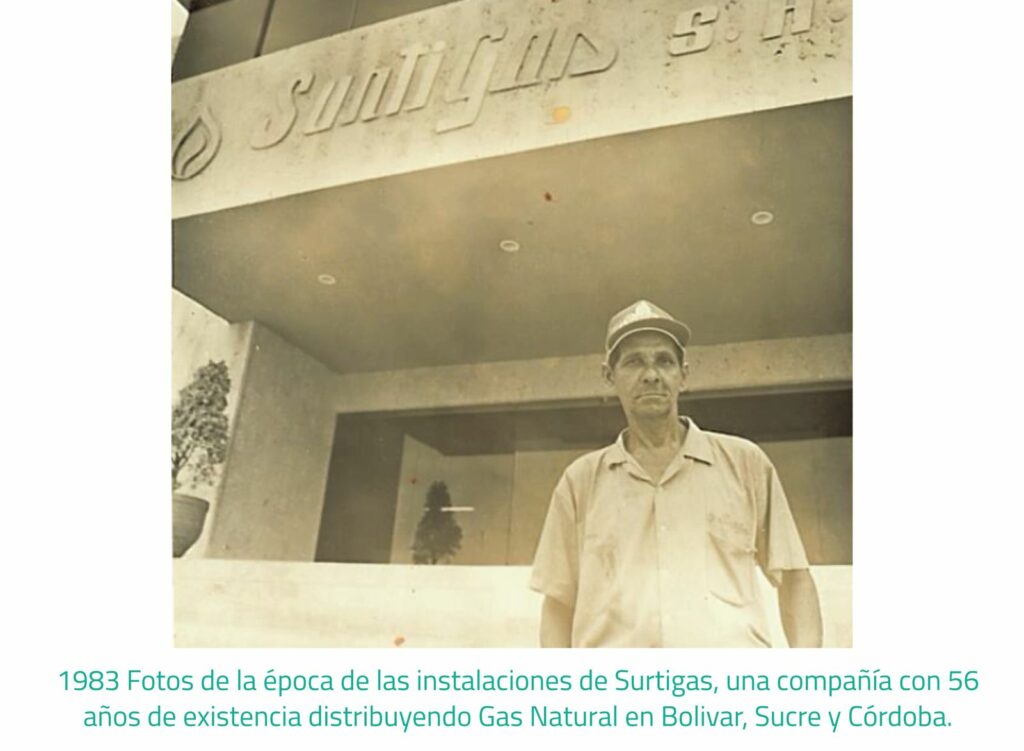 SurtiGas S.A.
1983 Fotos de la época de las instalaciones de Surtigas, una compañía con 56
años de existencia distribuyendo Gas Natural en Bolivar, Sucre y Córdoba.